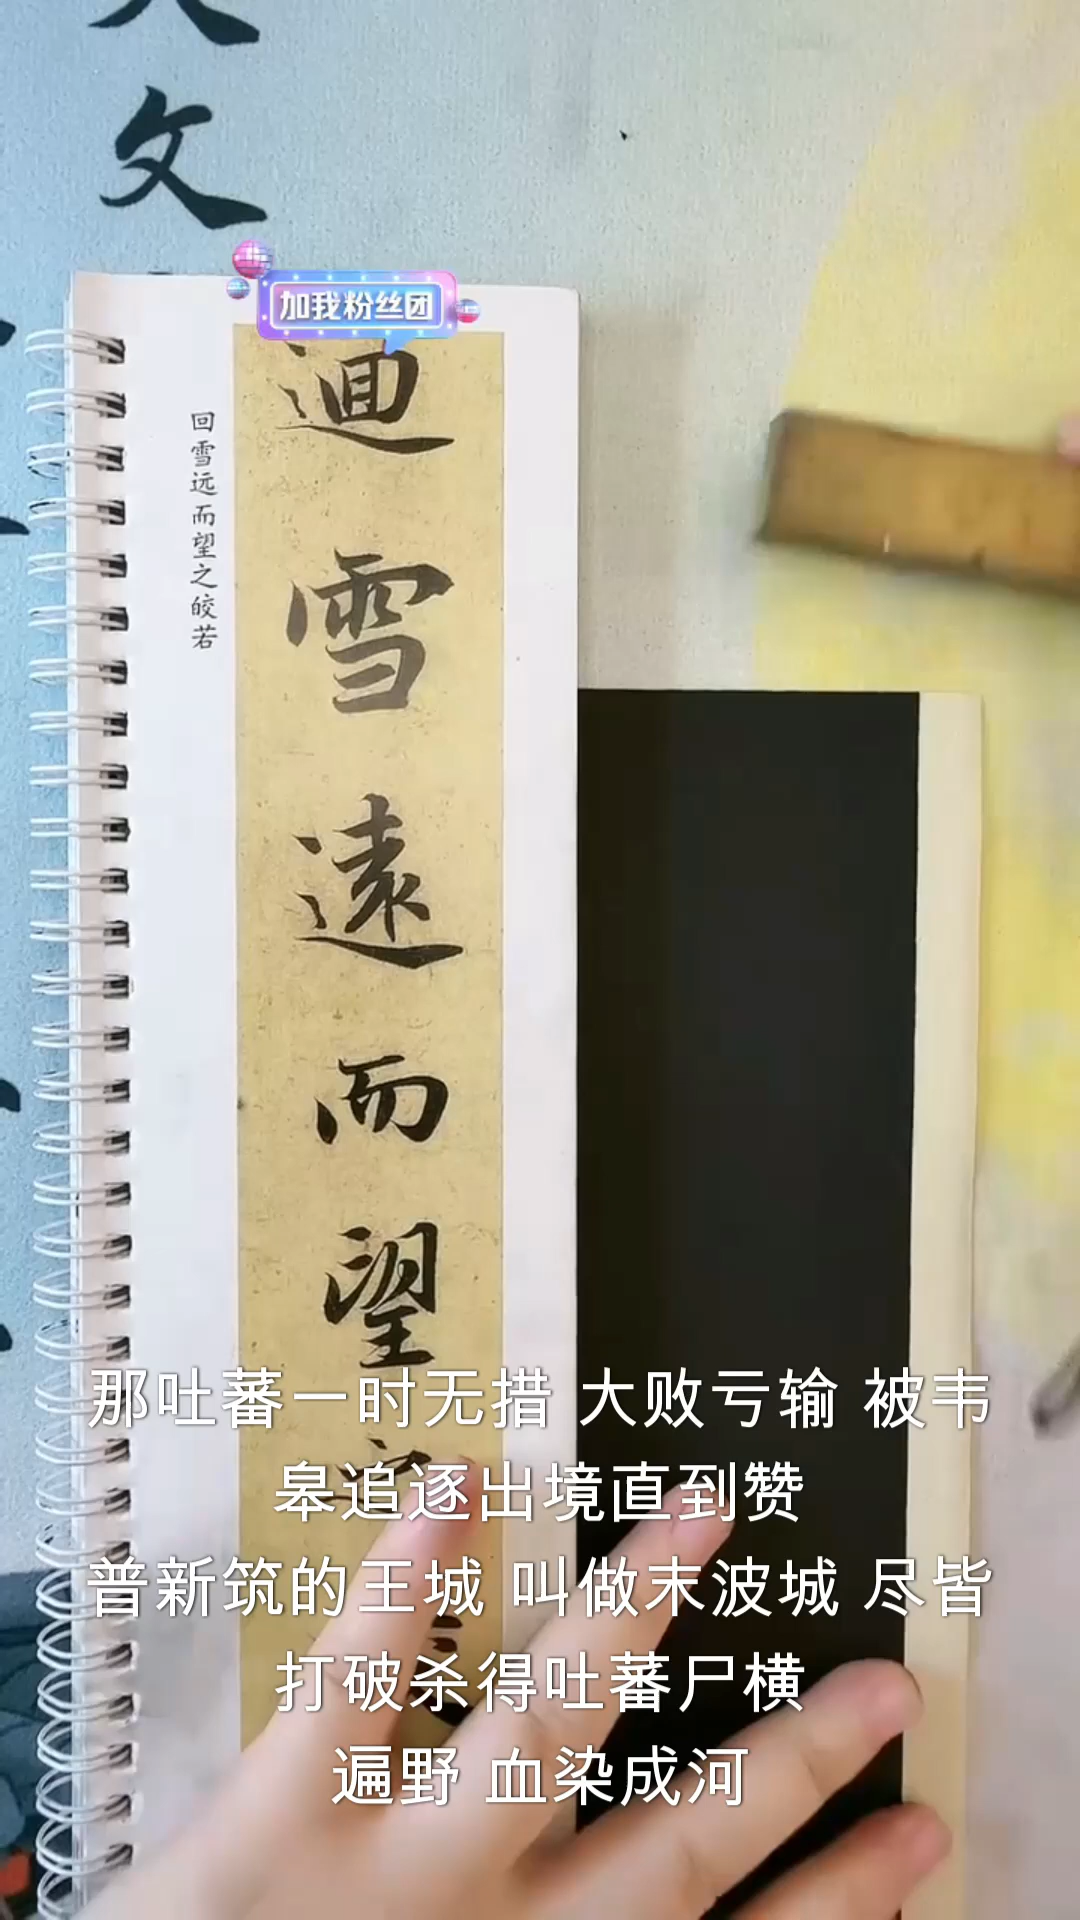 文
加我粉丝团
回雪远而望之皎若
迴
雪
遠
而
望
那吐蕃一时无措 大败亏输 被韦
皋追逐出境直到赞
普新筑的王城 叫做末波城 尽皆
打破杀得吐蕃尸横
遍野 血染成河